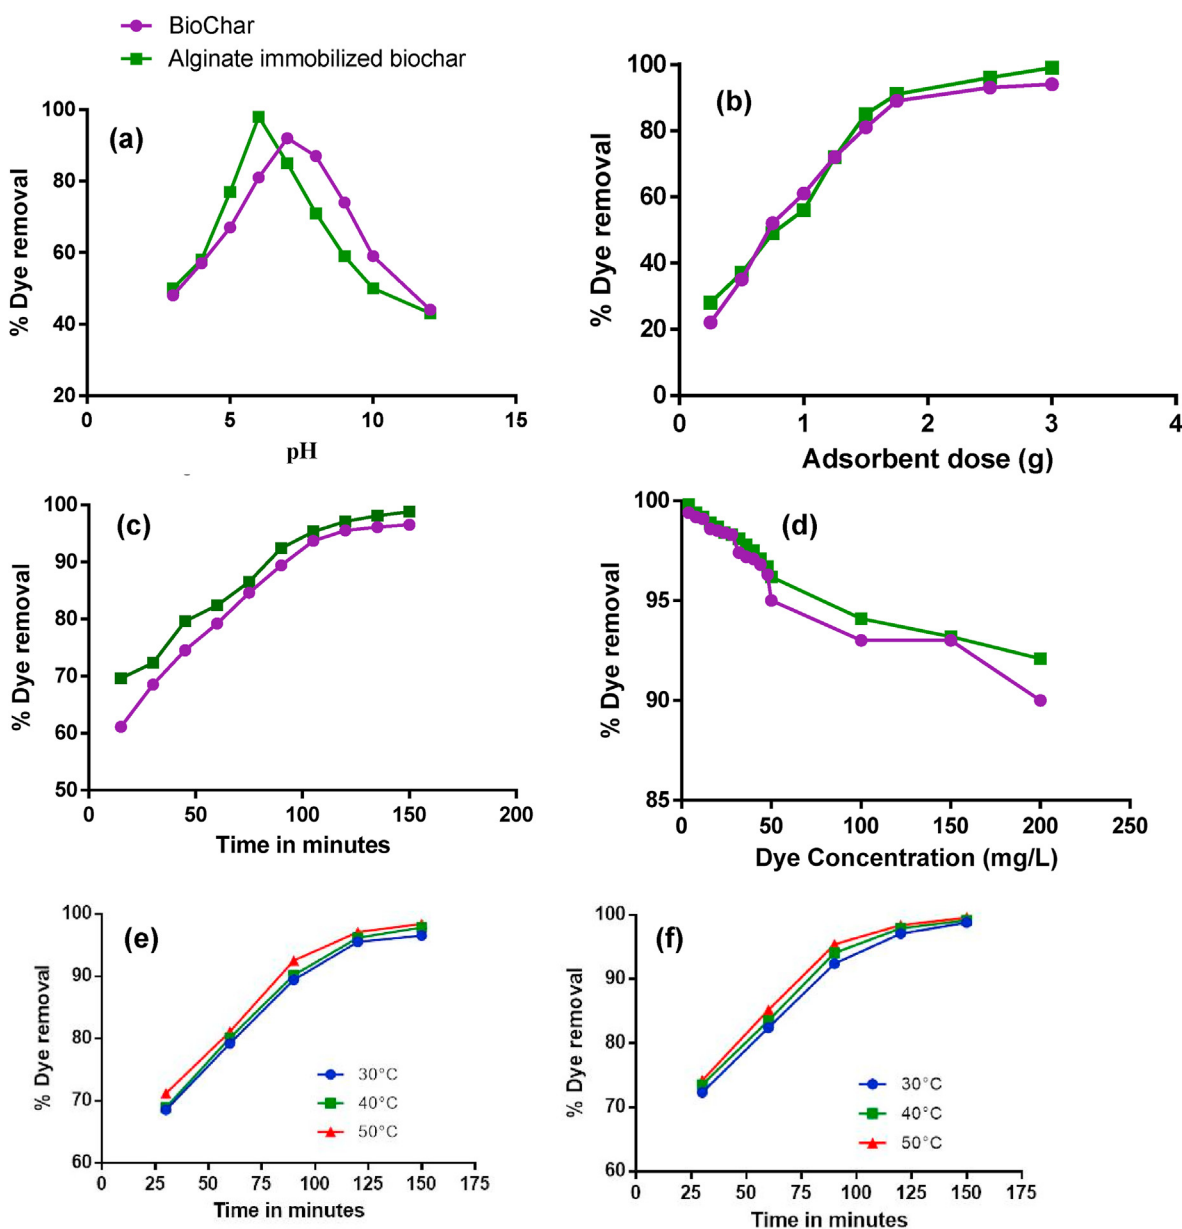 BioChar
Alginate immobilized biochar
(a)
% Dye removal
100
80
60
40
20
0
5
10
15
pH
(b)
% Dye removal
100
80
60
40
20
0
0
1
2
3
4
Adsorbent dose (g)
(c)
% Dye removal
100
90
80
70
60
50
0
50
100
150
200
Time in minutes
(d)
% Dye removal
100
95
90
85
0
50
100
150
200
250
Dye Concentration (mg/L)
(e)
% Dye removal
100
90
80
70
60
30°C
40°C
50°C
0
25
50
75
100
125
150
175
Time in minutes
(f)
% Dye removal
100
90
80
70
60
30°C
40°C
50°C
0
25
50
75
100
125
150
175
Time in minutes